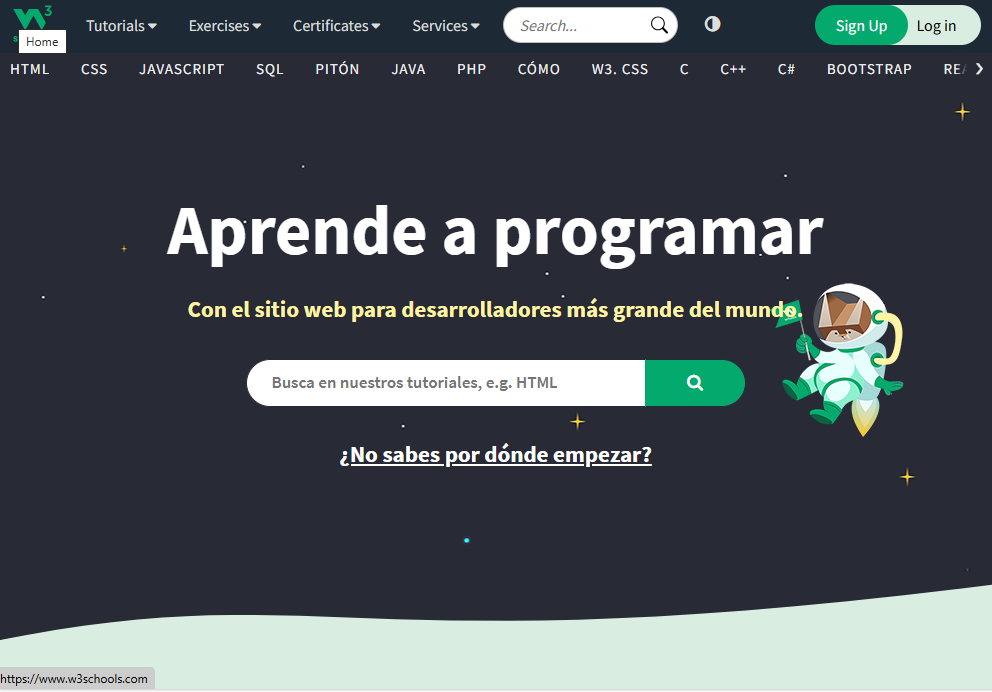 W3
Home
Tutorials Exercises Certificates Services Search... Sign Up Log in
HTML CSS JAVASCRIPT SQL PITÓN JAVA PHP CÓMO W3. CSS C C++ C# BOOTSTRAP
Aprende a programar
Con el sitio web para desarrolladores más grande del mundo.
Busca en nuestros tutoriales, e.g. HTML
¿No sabes por dónde empezar?
https://www.w3schools.com